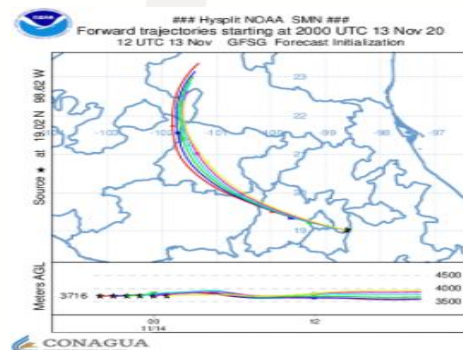 ### Hysplit NOAA SMN ###
Forward trajectories starting at 2000 UTC 13 Nov 20
12 UTC 13 Nov GFSG Forecast Initialization
Source ★ at 19.02 N 98.62 W
23
22
-102 -101 -100 -99 -98 -97
19
Meters AGL
4500
4000
3500
3716
00 12
11/14
CONAGUA